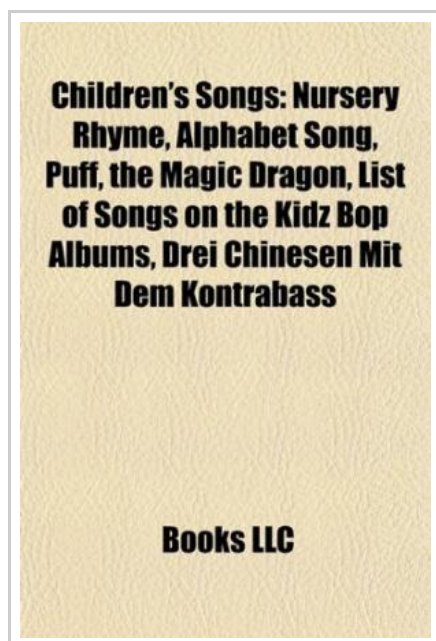 Children's Songs: Nursery
Rhyme, Alphabet Song,
Puff, the Magic Dragon, List
of Songs on the Kidz Bop
Albums, Drei Chinesen Mit
Dem Kontrabass
Books LLC